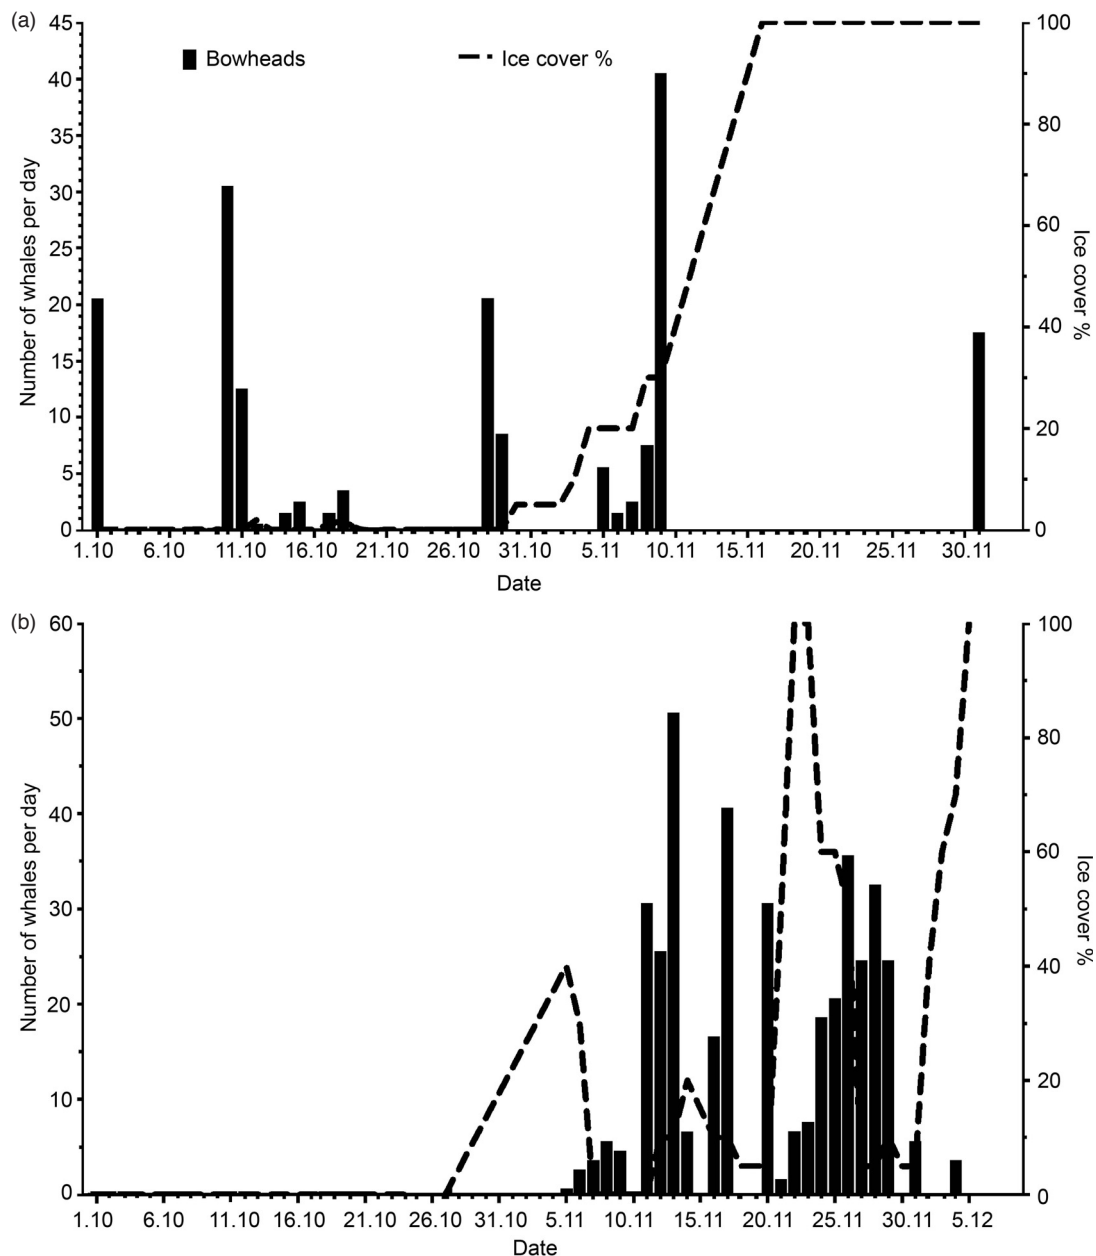 (a)
45
40
35
30
25
20
15
10
5
0
Number of whales per day
Bowheads
Ice cover %
100
80
60
40
20
0
Ice cover %
1.10 6.10 11.10 16.10 21.10 26.10 31.10 5.11 10.11 15.11 20.11 25.11 30.11
Date
(b)
60
50
40
30
20
10
0
Number of whales per day
100
80
60
40
20
0
Ice cover %
1.10 6.10 11.10 16.10 21.10 26.10 31.10 5.11 10.11 15.11 20.11 25.11 30.11 5.12
Date